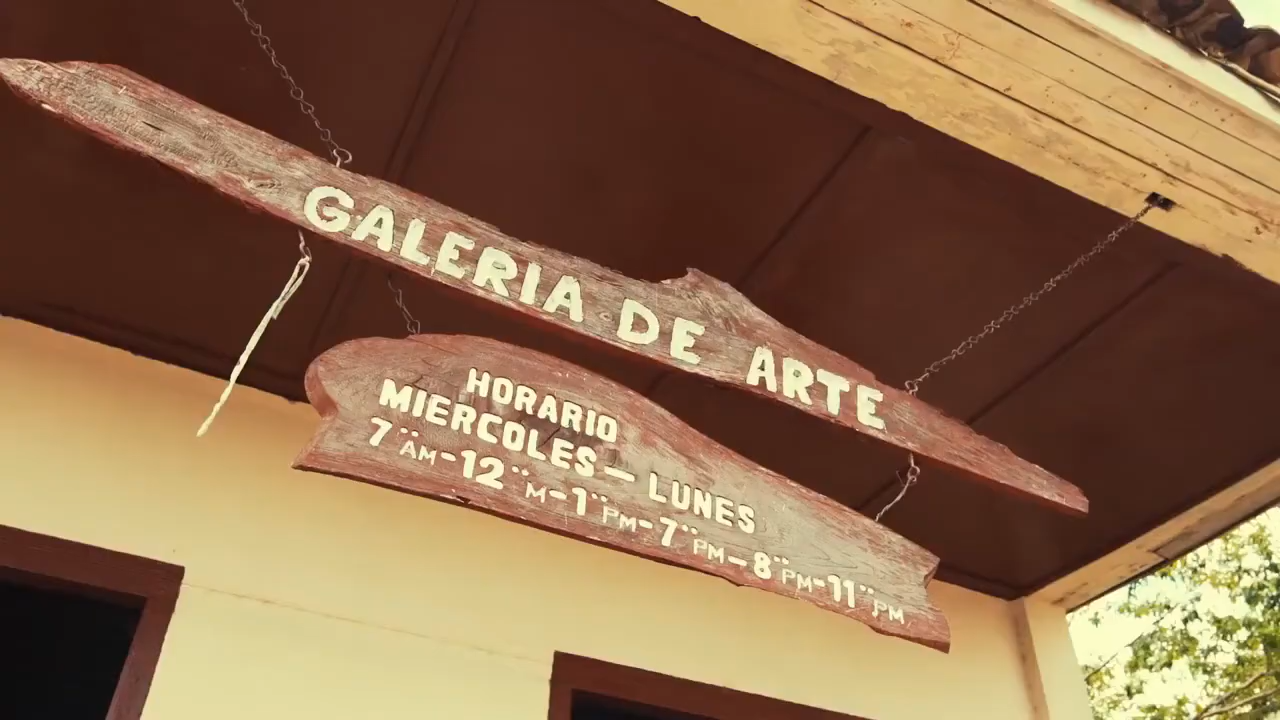 GALERIA DE ARTE
HORARIO
MIERCOLES — LUNES
7¨AM-12¨M-1¨PM-7¨PM-8¨PM-11¨PM